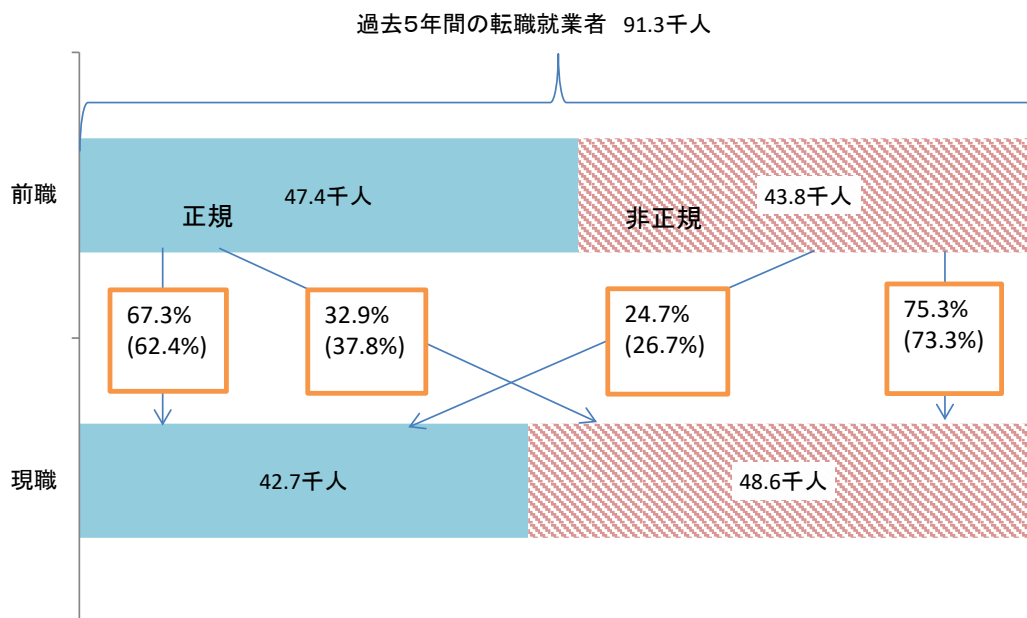 過去5年間の転職就業者 91.3千人
前職
47.4千人
正規
43.8千人
非正規
67.3%
(62.4%)
32.9%
(37.8%)
24.7%
(26.7%)
75.3%
(73.3%)
現職
42.7千人
48.6千人